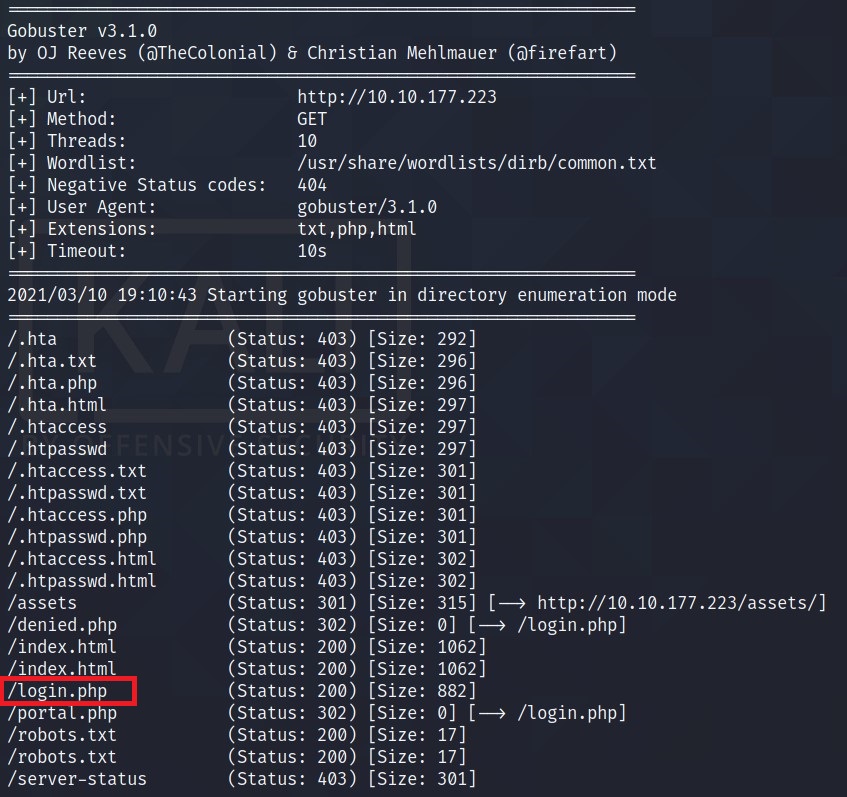 Gobuster v3.1.0
by OJ Reeves (@TheColonial) & Christian Mehlmauer (@firefart)
[+] Url: http://10.10.177.223
[+] Method: GET
[+] Threads: 10
[+] Wordlist: /usr/share/wordlists/dirb/common.txt
[+] Negative Status codes: 404
[+] User Agent: gobuster/3.1.0
[+] Extensions: txt,php,html
[+] Timeout: 10s
2021/03/10 19:10:43 Starting gobuster in directory enumeration mode
/.hta (Status: 403) [Size: 292]
/.hta.txt (Status: 403) [Size: 296]
/.hta.php (Status: 403) [Size: 296]
/.hta.html (Status: 403) [Size: 297]
/.htaccess (Status: 403) [Size: 297]
/.htpasswd (Status: 403) [Size: 297]
/.htaccess.txt (Status: 403) [Size: 301]
/.htpasswd.txt (Status: 403) [Size: 301]
/.htaccess.php (Status: 403) [Size: 301]
/.htpasswd.php (Status: 403) [Size: 301]
/.htaccess.html (Status: 403) [Size: 302]
/.htpasswd.html (Status: 403) [Size: 302]
/assets (Status: 301) [Size: 315] [--> http://10.10.177.223/assets/]
/denied.php (Status: 302) [Size: 0] [--> /login.php]
/index.html (Status: 200) [Size: 1062]
/index.html (Status: 200) [Size: 1062]
/login.php (Status: 200) [Size: 882]
/portal.php (Status: 302) [Size: 0] [--> /login.php]
/robots.txt (Status: 200) [Size: 17]
/robots.txt (Status: 200) [Size: 17]
/server-status (Status: 403) [Size: 301]
KALI
BY OFFENSIVE SECURITY